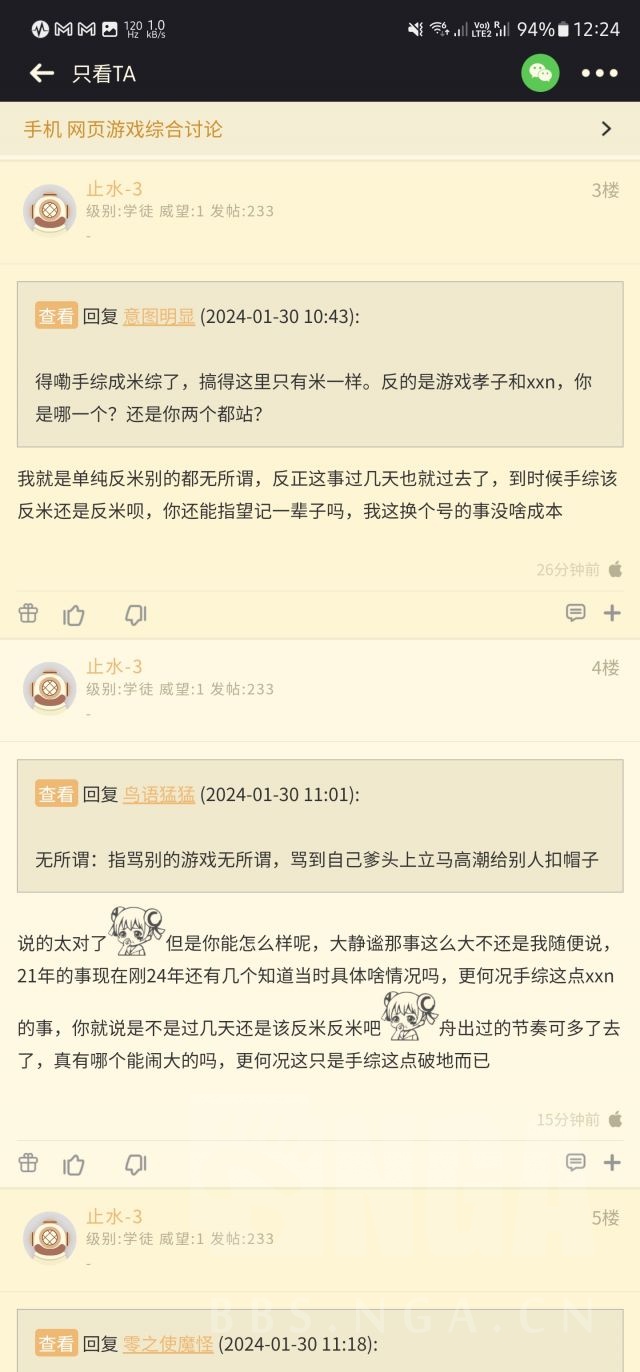 120 Hz 1.0 kB/s Vo)) LTE2 R 94% 12:24
只看TA
手机 网页游戏综合讨论
止水-3 3楼
级别:学徒 威望:1 发帖:233
-
查看 回复 意图明显 (2024-01-30 10:43):
得嘞手综成米综了，搞得这里只有米一样。反的是游戏孝子和xxn，你
是哪一个？还是你两个都站？
我就是单纯反米别的都无所谓，反正这事过几天也就过去了，到时候手综该
反米还是反米呗，你还能指望记一辈子吗，我这换个号的事没啥成本
26分钟前
止水-3 4楼
级别:学徒 威望:1 发帖:233
-
查看 回复 鸟语猛猛 (2024-01-30 11:01):
无所谓：指骂别的游戏无所谓，骂到自己爹头上立马高潮给别人扣帽子
说的太对了 但是你能怎么样呢，大静谧那事这么大不还是我随便说，
21年的事现在刚24年还有几个知道当时具体啥情况吗，更何况手综这点xxn
的事，你就说是不是过几天还是该反米反米吧 舟出过的节奏可多了去
了，真有哪个能闹大的吗，更何况这只是手综这点破地而已
15分钟前
止水-3 5楼
级别:学徒 威望:1 发帖:233
-
BBS.NGA.CN
查看 回复 零之使魔怪 (2024-01-30 11:18):